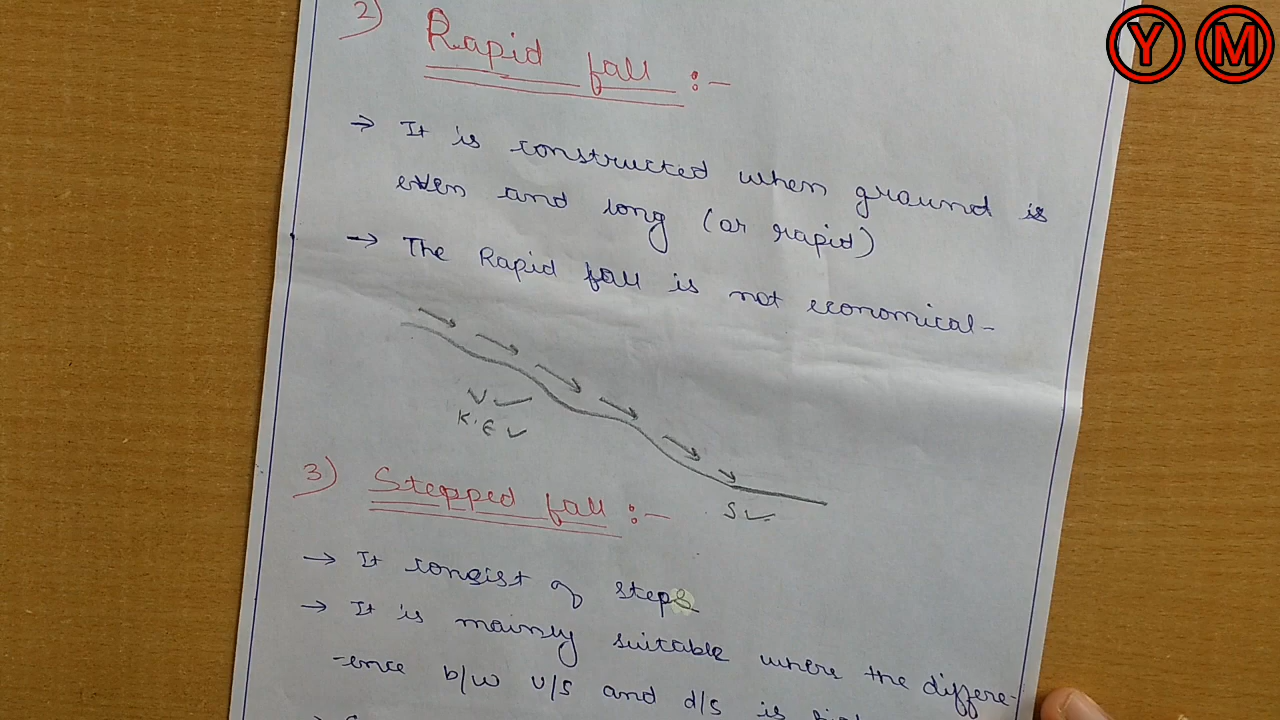 Y M
2) Rapid fall :-
→ It is constructed when ground is
even and long (or rapid)
→ The Rapid fall is not economical-
V ✓
K.E ✓
S ✓
3) Stepped fall :-
→ It consist of steps
→ It is mainly suitable where the differe-
-ence b/w U/S and d/s is